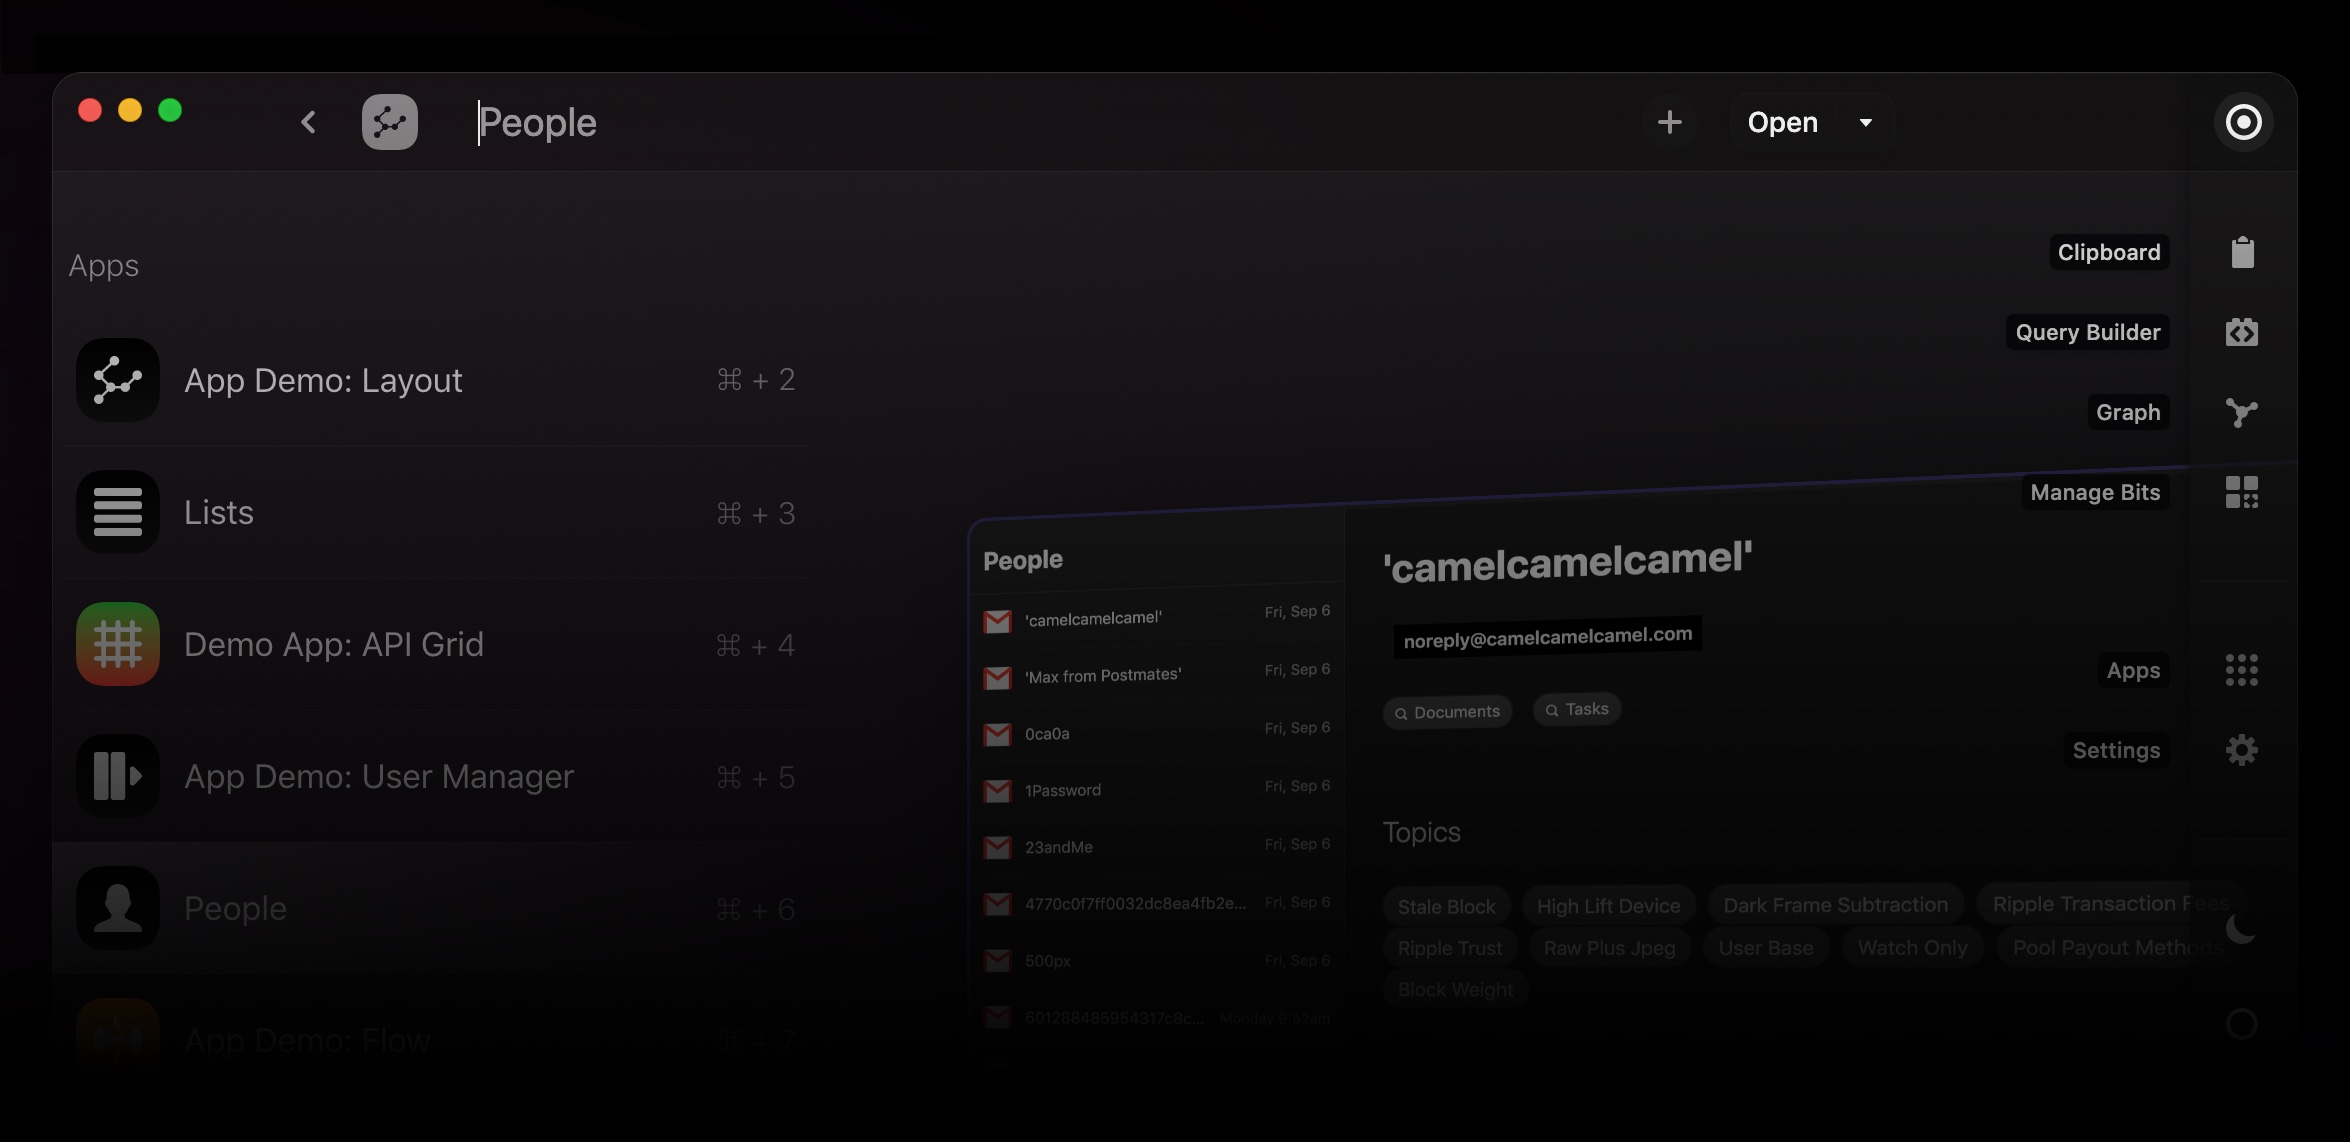 People
Open
Apps
App Demo: Layout ⌘ + 2
Lists ⌘ + 3
Demo App: API Grid ⌘ + 4
App Demo: User Manager ⌘ + 5
People ⌘ + 6
App Demo: Flow ⌘ + 7
People
'camelcamelcamel' Fri, Sep 6
'Max from Postmates' Fri, Sep 6
0ca0a Fri, Sep 6
1Password Fri, Sep 6
23andMe Fri, Sep 6
4770c0f7ff0032dc8ea4fb2e... Fri, Sep 6
500px Fri, Sep 6
601288485954317c8c... Monday 9:52am
'camelcamelcamel'
noreply@camelcamelcamel.com
Documents Tasks
Topics
Stale Block High Lift Device Dark Frame Subtraction Ripple Transaction Fees
Ripple Trust Raw Plus Jpeg User Base Watch Only Pool Payout Methods
Block Weight
Clipboard
Query Builder
Graph
Manage Bits
Apps
Settings